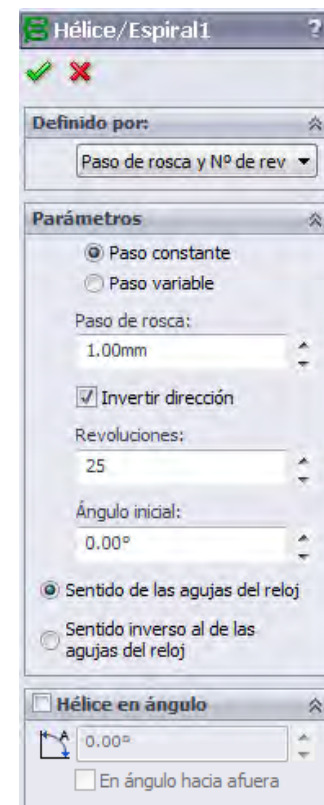 Hélice/Espiral1 ?
Definido por:
Paso de rosca y Nº de rev
Parámetros
Paso constante
Paso variable
Paso de rosca:
1.00mm
Invertir dirección
Revoluciones:
25
Ángulo inicial:
0.00°
Sentido de las agujas del reloj
Sentido inverso al de las
agujas del reloj
Hélice en ángulo
A
0.00°
En ángulo hacia afuera